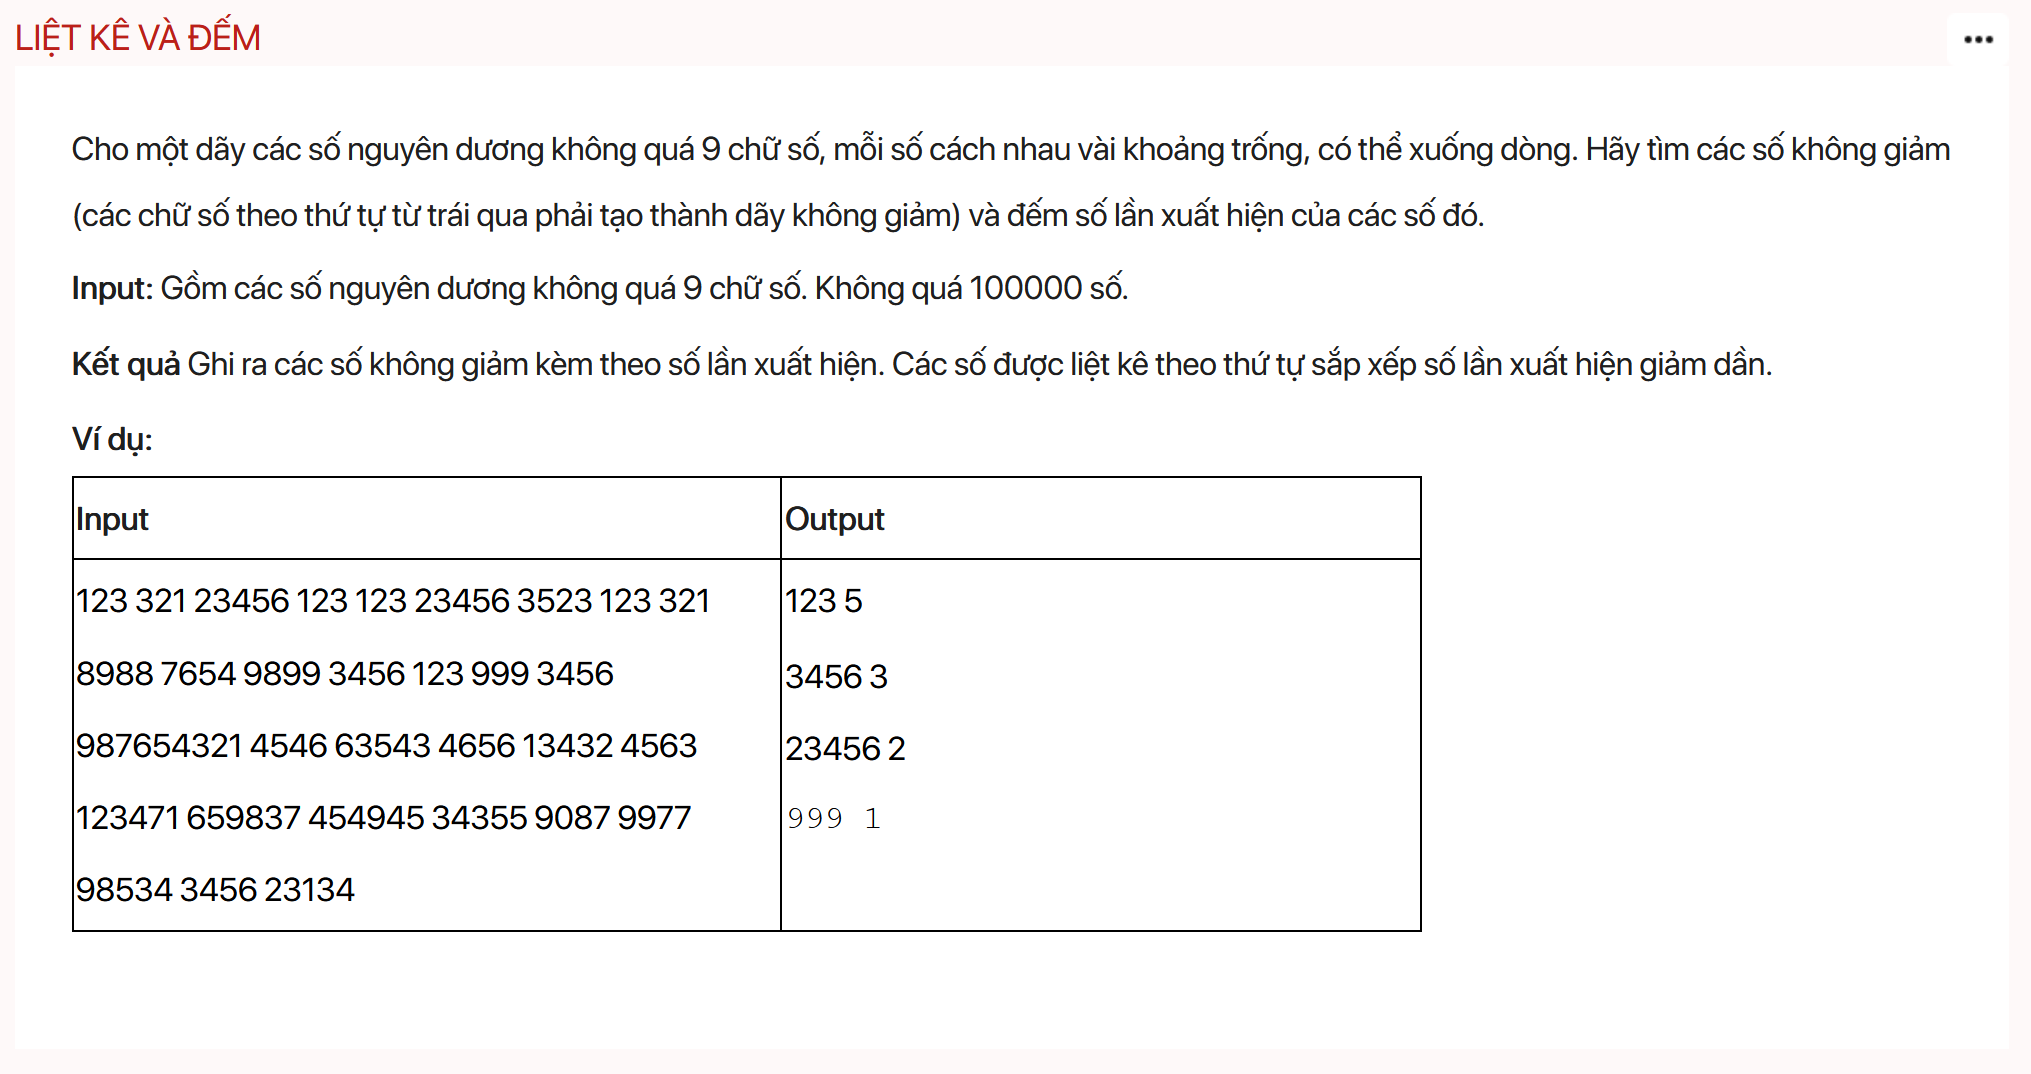 LIỆT KÊ VÀ ĐẾM
Cho một dãy các số nguyên dương không quá 9 chữ số, mỗi số cách nhau vài khoảng trống, có thể xuống dòng. Hãy tìm các số không giảm
(các chữ số theo thứ tự từ trái qua phải tạo thành dãy không giảm) và đếm số lần xuất hiện của các số đó.
Input: Gồm các số nguyên dương không quá 9 chữ số. Không quá 100000 số.
Kết quả Ghi ra các số không giảm kèm theo số lần xuất hiện. Các số được liệt kê theo thứ tự sắp xếp số lần xuất hiện giảm dần.
Ví dụ:
Input
Output
123 321 23456 123 123 23456 3523 123 321
8988 7654 9899 3456 123 999 3456
987654321 4546 63543 4656 13432 4563
123471 659837 454945 34355 9087 9977
98534 3456 23134
123 5
3456 3
23456 2
999 1